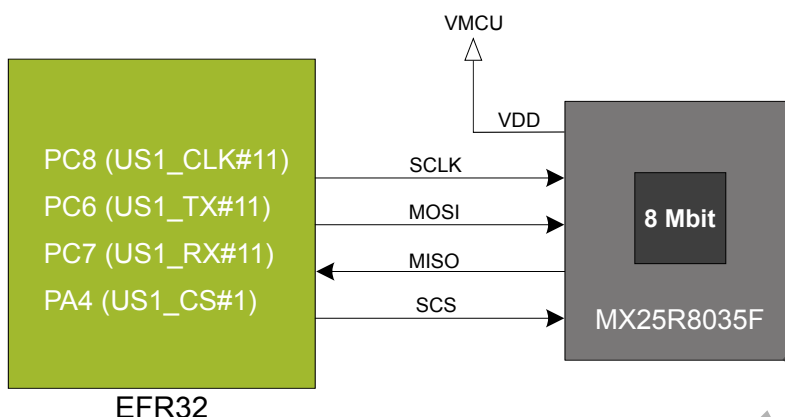 VMCU
VDD
PC8 (US1_CLK#11)
SCLK
PC6 (US1_TX#11)
MOSI
8 Mbit
PC7 (US1_RX#11)
MISO
PA4 (US1_CS#1)
SCS
MX25R8035F
EFR32